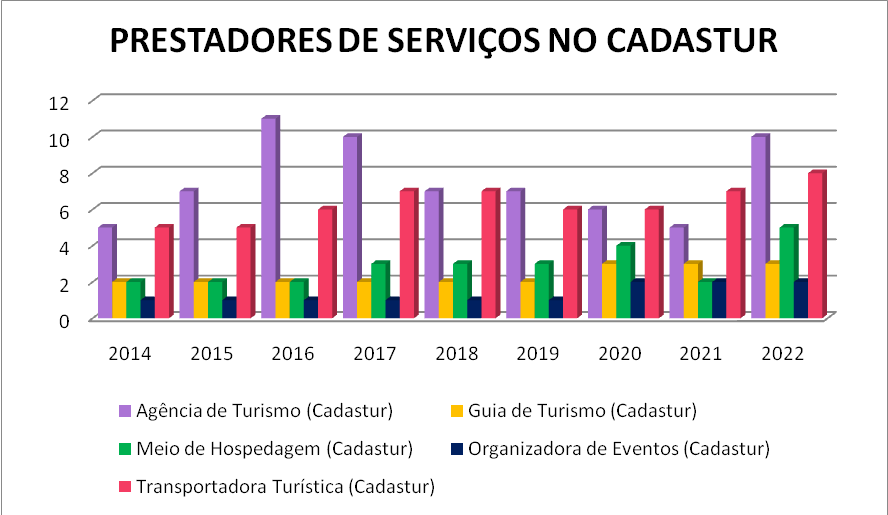 PRESTADORES DE SERVIÇOS NO CADASTUR
12
10
8
6
4
2
0
2014 2015 2016 2017 2018 2019 2020 2021 2022
Agência de Turismo (Cadastur) Guia de Turismo (Cadastur)
Meio de Hospedagem (Cadastur) Organizadora de Eventos (Cadastur)
Transportadora Turística (Cadastur)